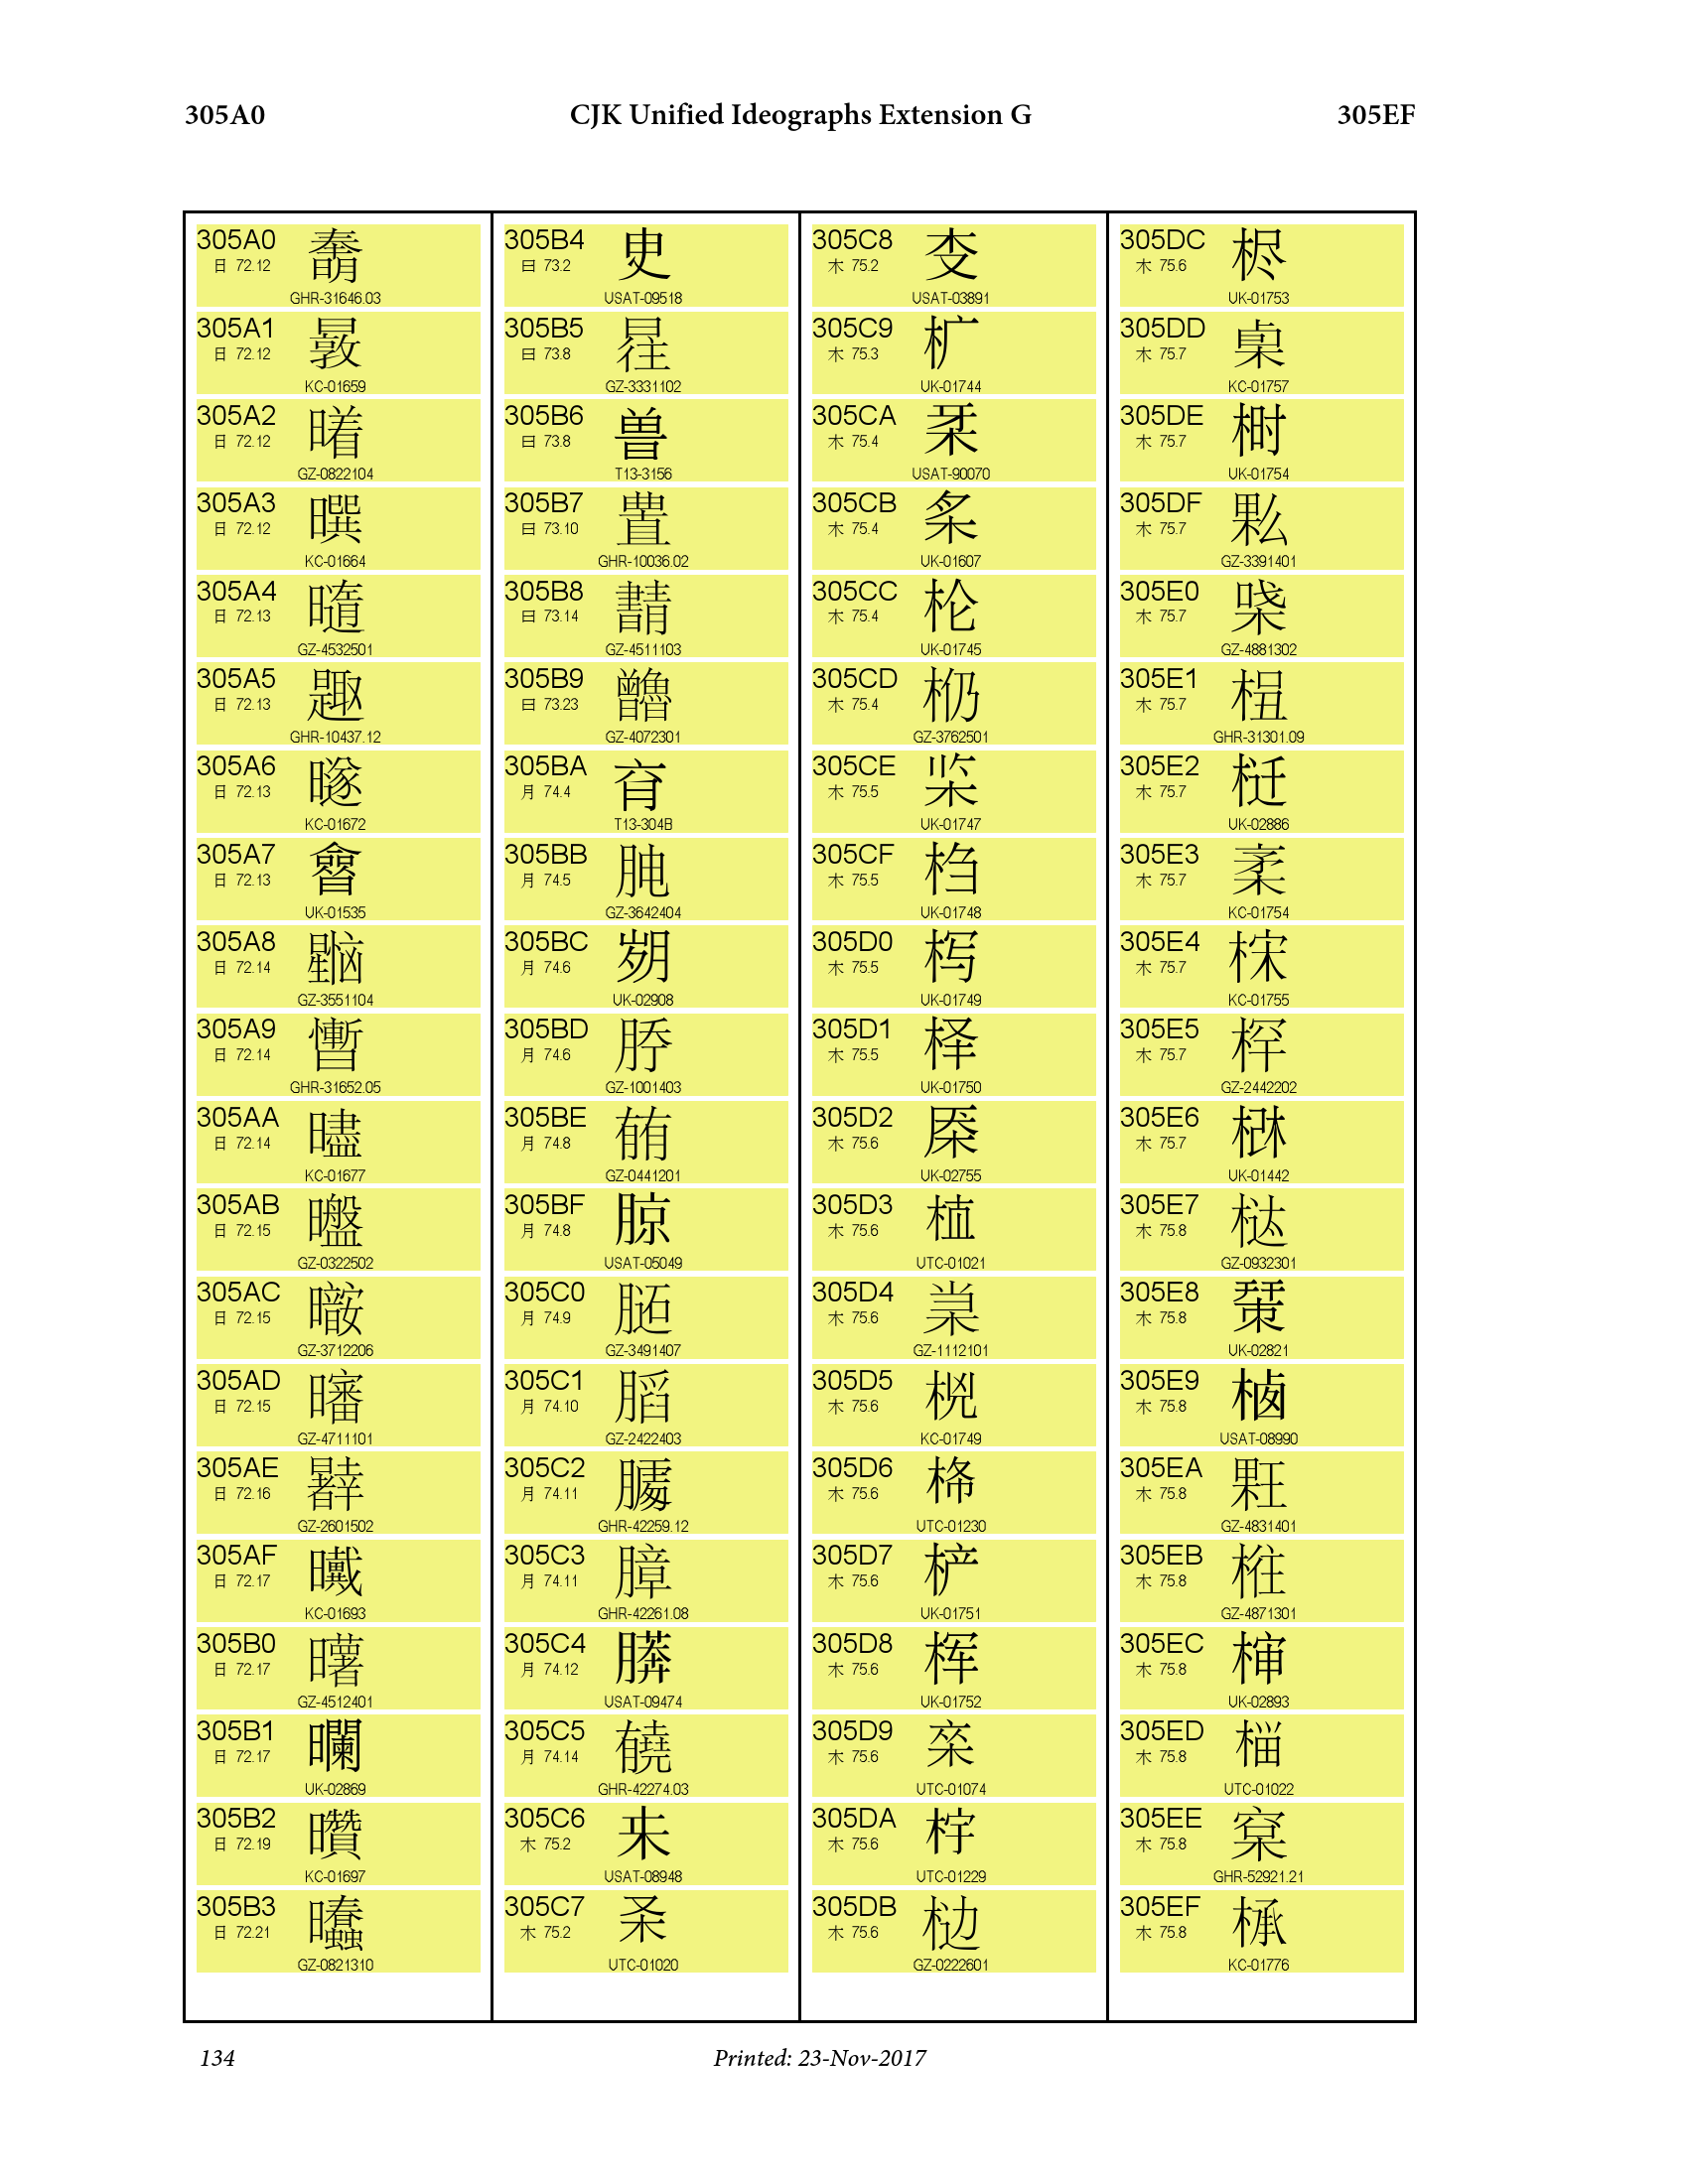 305A0
CJK Unified Ideographs Extension G
305EF
305A0
日 72.12
GHR-31646.03
305A1
日 72.12
KC-01659
305A2
日 72.12
GZ-0822104
305A3
日 72.12
KC-01664
305A4
日 72.13
GZ-4532501
305A5
日 72.13
GHR-10437.12
305A6
日 72.13
KC-01672
305A7
日 72.13
UK-01535
305A8
日 72.14
GZ-3551104
305A9
日 72.14
GHR-31652.05
305AA
日 72.14
KC-01677
305AB
日 72.15
GZ-0322502
305AC
日 72.15
GZ-3712206
305AD
日 72.15
GZ-4711101
305AE
日 72.16
GZ-2601502
305AF
日 72.17
KC-01693
305B0
日 72.17
GZ-4512401
305B1
日 72.17
UK-02869
305B2
日 72.19
KC-01697
305B3
日 72.21
GZ-0821310
305B4
曰 73.2
USAT-09518
305B5
曰 73.8
GZ-3331102
305B6
曰 73.8
T13-3156
305B7
曰 73.10
GHR-10036.02
305B8
曰 73.14
GZ-4511103
305B9
曰 73.23
GZ-4072301
305BA
月 74.4
T13-304B
305BB
月 74.5
GZ-3642404
305BC
月 74.6
UK-02908
305BD
月 74.6
GZ-1001403
305BE
月 74.8
GZ-0441201
305BF
月 74.8
USAT-05049
305C0
月 74.9
GZ-3491407
305C1
月 74.10
GZ-2422403
305C2
月 74.11
GHR-42259.12
305C3
月 74.11
GHR-42261.08
305C4
月 74.12
USAT-09474
305C5
月 74.14
GHR-42274.03
305C6
木 75.2
USAT-08948
305C7
木 75.2
UTC-01020
305C8
木 75.2
USAT-03891
305C9
木 75.3
UK-01744
305CA
木 75.4
USAT-90070
305CB
木 75.4
UK-01607
305CC
木 75.4
UK-01745
305CD
木 75.4
GZ-3762501
305CE
木 75.5
UK-01747
305CF
木 75.5
UK-01748
305D0
木 75.5
UK-01749
305D1
木 75.5
UK-01750
305D2
木 75.6
UK-02755
305D3
木 75.6
UTC-01021
305D4
木 75.6
GZ-1112101
305D5
木 75.6
KC-01749
305D6
木 75.6
UTC-01230
305D7
木 75.6
UK-01751
305D8
木 75.6
UK-01752
305D9
木 75.6
UTC-01074
305DA
木 75.6
UTC-01229
305DB
木 75.6
GZ-0222601
305DC
木 75.6
UK-01753
305DD
木 75.7
KC-01757
305DE
木 75.7
UK-01754
305DF
木 75.7
GZ-3391401
305E0
木 75.7
GZ-4881302
305E1
木 75.7
GHR-31301.09
305E2
木 75.7
UK-02886
305E3
木 75.7
KC-01754
305E4
木 75.7
KC-01755
305E5
木 75.7
GZ-2442202
305E6
木 75.7
UK-01442
305E7
木 75.8
GZ-0932301
305E8
木 75.8
UK-02821
305E9
木 75.8
USAT-08990
305EA
木 75.8
GZ-4831401
305EB
木 75.8
GZ-4871301
305EC
木 75.8
UK-02893
305ED
木 75.8
UTC-01022
305EE
木 75.8
GHR-52921.21
305EF
木 75.8
KC-01776
134
Printed: 23-Nov-2017